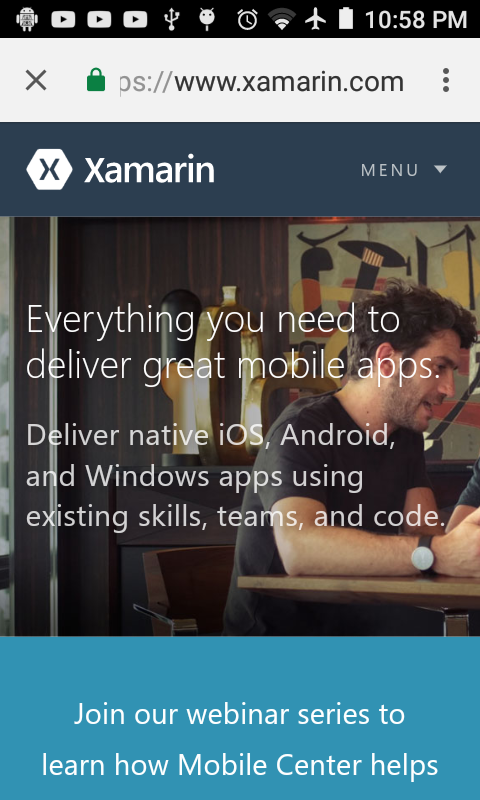 10:58 PM
ps://www.xamarin.com
Xamarin
MENU
Everything you need to
deliver great mobile apps.
Deliver native iOS, Android,
and Windows apps using
existing skills, teams, and code.
Join our webinar series to
learn how Mobile Center helps